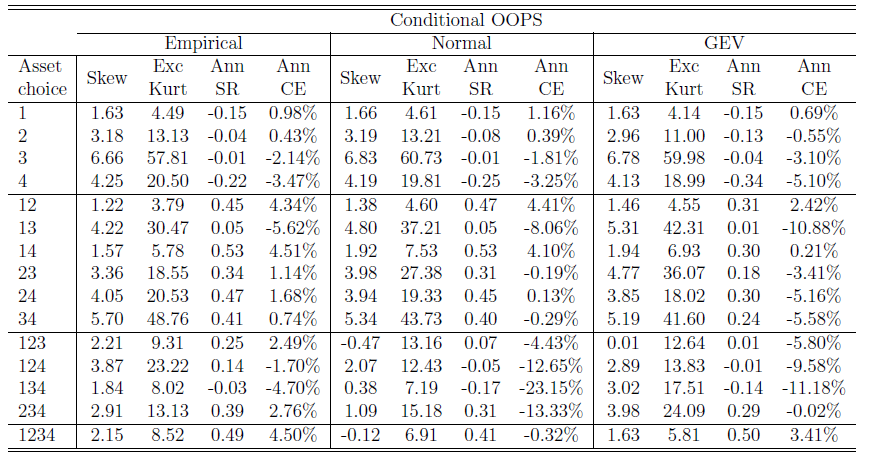 Conditional OOPS
Empirical Normal GEV
Asset choice Skew Exc Kurt Ann SR Ann CE Skew Exc Kurt Ann SR Ann CE Skew Exc Kurt Ann SR Ann CE
1 1.63 4.49 -0.15 0.98% 1.66 4.61 -0.15 1.16% 1.63 4.14 -0.15 0.69%
2 3.18 13.13 -0.04 0.43% 3.19 13.21 -0.08 0.39% 2.96 11.00 -0.13 -0.55%
3 6.66 57.81 -0.01 -2.14% 6.83 60.73 -0.01 -1.81% 6.78 59.98 -0.04 -3.10%
4 4.25 20.50 -0.22 -3.47% 4.19 19.81 -0.25 -3.25% 4.13 18.99 -0.34 -5.10%
12 1.22 3.79 0.45 4.34% 1.38 4.60 0.47 4.41% 1.46 4.55 0.31 2.42%
13 4.22 30.47 0.05 -5.62% 4.80 37.21 0.05 -8.06% 5.31 42.31 0.01 -10.88%
14 1.57 5.78 0.53 4.51% 1.92 7.53 0.53 4.10% 1.94 6.93 0.30 0.21%
23 3.36 18.55 0.34 1.14% 3.98 27.38 0.31 -0.19% 4.77 36.07 0.18 -3.41%
24 4.05 20.53 0.47 1.68% 3.94 19.33 0.45 0.13% 3.85 18.02 0.30 -5.16%
34 5.70 48.76 0.41 0.74% 5.34 43.73 0.40 -0.29% 5.19 41.60 0.24 -5.58%
123 2.21 9.31 0.25 2.49% -0.47 13.16 0.07 -4.43% 0.01 12.64 0.01 -5.80%
124 3.87 23.22 0.14 -1.70% 2.07 12.43 -0.05 -12.65% 2.89 13.83 -0.01 -9.58%
134 1.84 8.02 -0.03 -4.70% 0.38 7.19 -0.17 -23.15% 3.02 17.51 -0.14 -11.18%
234 2.91 13.13 0.39 2.76% 1.09 15.18 0.31 -13.33% 3.98 24.09 0.29 -0.02%
1234 2.15 8.52 0.49 4.50% -0.12 6.91 0.41 -0.32% 1.63 5.81 0.50 3.41%